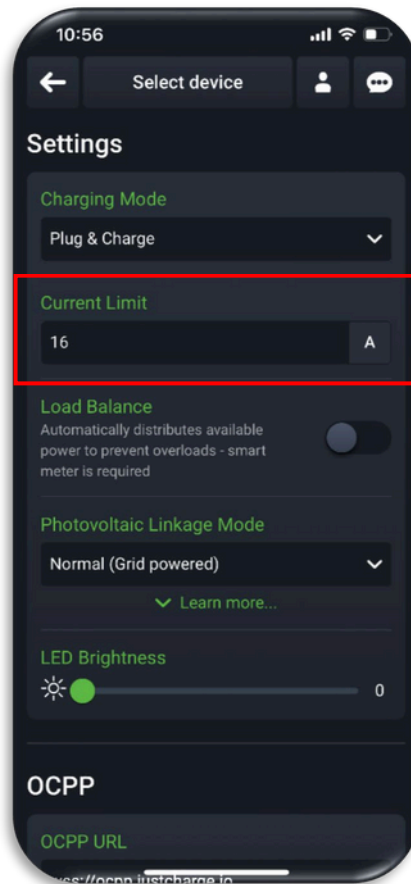 10:56
Select device
Settings
Charging Mode
Plug & Charge
Current Limit
16 A
Load Balance
Automatically distributes available
power to prevent overloads - smart
meter is required
Photovoltaic Linkage Mode
Normal (Grid powered)
Learn more...
LED Brightness
0
OCPP
OCPP URL